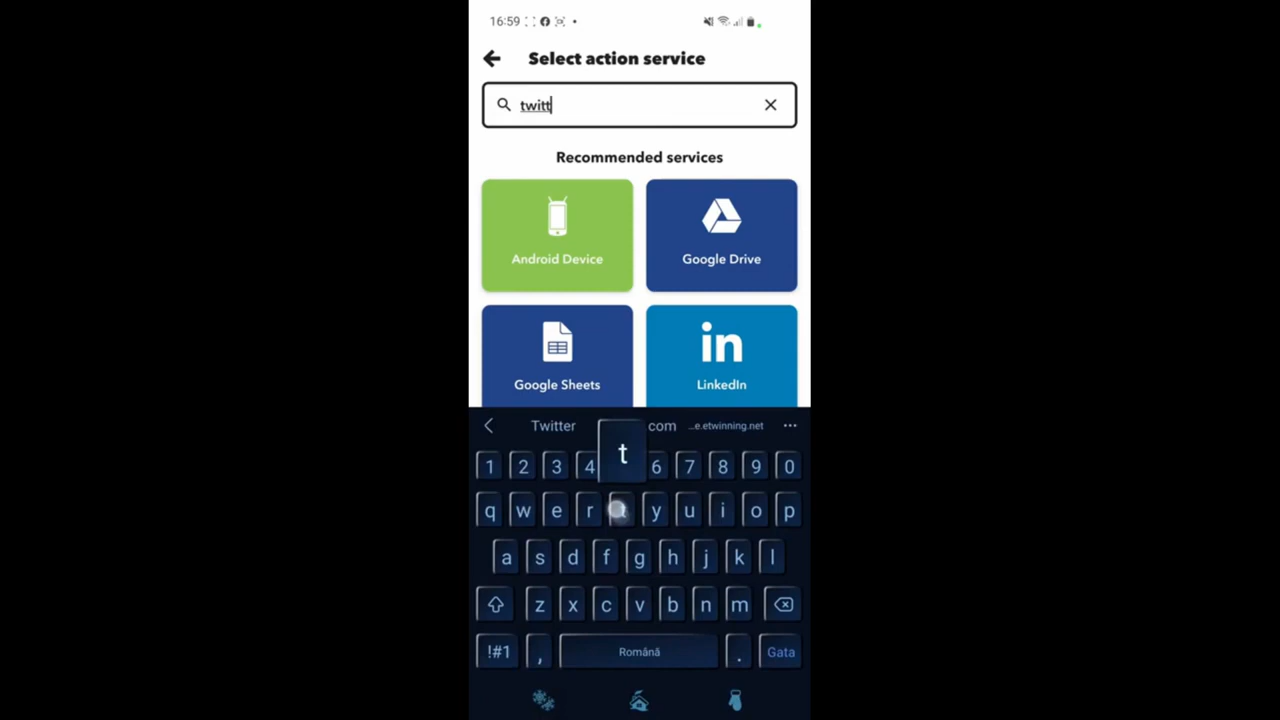 16:59
Select action service
twitt
Recommended services
Android Device
Google Drive
Google Sheets
in
LinkedIn
Twitter com ...e.etwinning.net
t
1 2 3 4 6 7 8 9 0
q w e r t y u i o p
a s d f g h j k l
z x c v b n m
!#1 , Română . Gata